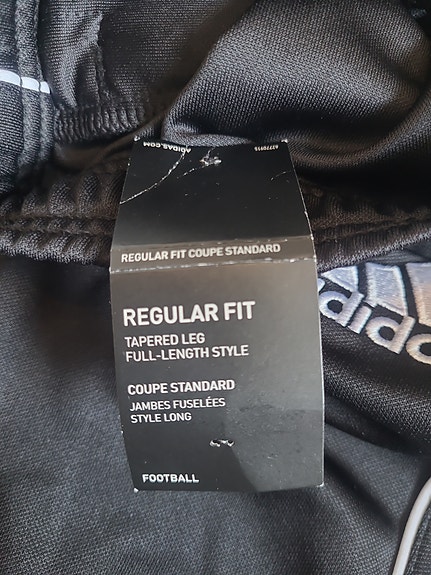 ADIDAS.COM
REGULAR FIT COUPE STANDARD
REGULAR FIT
TAPERED LEG
FULL-LENGTH STYLE
COUPE STANDARD
JAMBES FUSELÉES
STYLE LONG
FOOTBALL
adidas